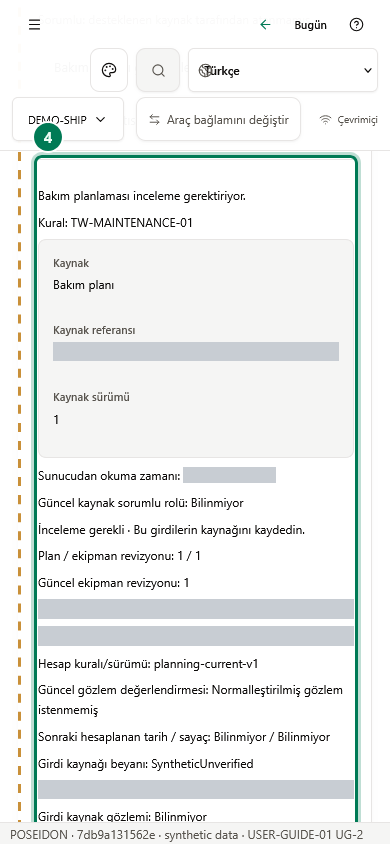 Bugün
Türkçe
DEMO-SHIP
Araç bağlamını değiştir
Çevrimiçi
4
Bakım planlaması inceleme gerektiriyor.
Kural: TW-MAINTENANCE-01
Kaynak
Bakım planı
Kaynak referansı
Kaynak sürümü
1
Sunucudan okuma zamanı:
Güncel kaynak sorumlu rolü: Bilinmiyor
İnceleme gerekli · Bu girdilerin kaynağını kaydedin.
Plan / ekipman revizyonu: 1 / 1
Güncel ekipman revizyonu: 1
Hesap kuralı/sürümü: planning-current-v1
Güncel gözlem değerlendirmesi: Normalleştirilmiş gözlem
istenmemiş
Sonraki hesaplanan tarih / sayaç: Bilinmiyor / Bilinmiyor
Girdi kaynağı beyanı: SyntheticUnverified
Girdi kaynak gözlemi: Bilinmiyor
POSEIDON · 7db9a131562e · synthetic data · USER-GUIDE-01 UG-2